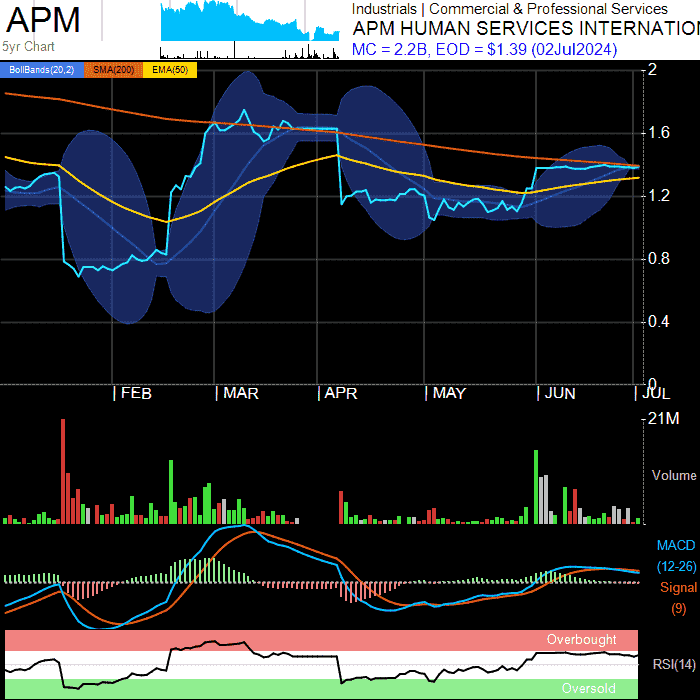 APM
5yr Chart
Industrials | Commercial & Professional Services
APM HUMAN SERVICES INTERNATIO
MC = 2.2B, EOD = $1.39 (02Jul2024)
BollBands(20,2) SMA(200) EMA(50)
2
1.6
1.2
0.8
0.4
0
FEB MAR APR MAY JUN JUL
21M
Volume
MACD
(12-26)
Signal
(9)
Overbought
RSI(14)
Oversold